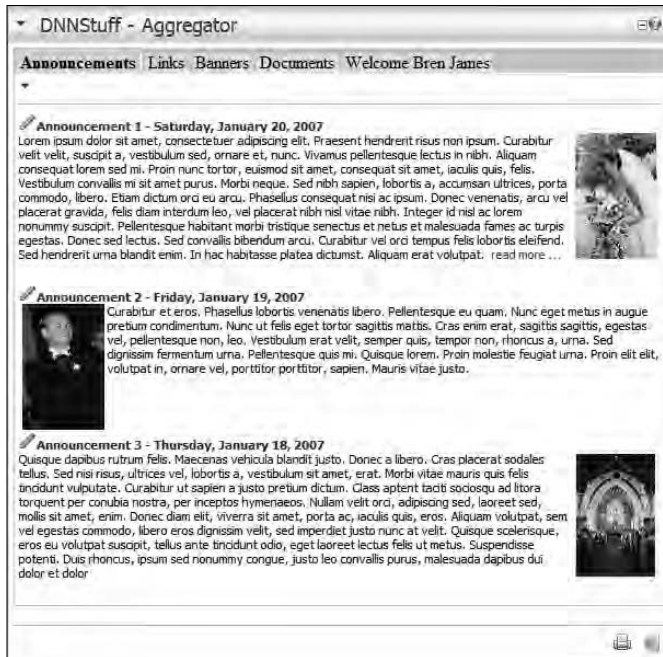 DNNStuff - Aggregator
Announcements Links Banners Documents Welcome Bren James
Announcement 1 - Saturday, January 20, 2007
Lorem ipsum dolor sit amet, consectetuer adipiscing elit. Praesent hendrerit risus non ipsum. Curabitur
velit velit, suscipit a, vestibulum sed, ornare et, nunc. Vivamus pellentesque lectus in nibh. Aliquam
consequat lorem sed mi. Proin nunc tortor, euismod sit amet, consequat sit amet, iaculis quis, felis.
Vestibulum convallis mi sit amet purus. Morbi neque. Sed nibh sapien, lobortis a, accumsan ultrices, porta
commodo, libero. Etiam dictum orci eu arcu. Phasellus consequat nisi ac ipsum. Donec venenatis, arcu vel
placerat gravida, felis diam interdum leo, vel placerat nibh nisl vitae nibh. Integer id nisl ac lorem
nonummy suscipit. Pellentesque habitant morbi tristique senectus et netus et malesuada fames ac turpis
egestas. Donec sed lectus. Sed convallis bibendum arcu. Curabitur vel orci tempus felis lobortis eleifend.
Sed hendrerit urna blandit enim. In hac habitasse platea dictumst. Aliquam erat volutpat. read more ...
Announcement 2 - Friday, January 19, 2007
Curabitur et eros. Phasellus lobortis venenatis libero. Pellentesque eu quam. Nunc eget metus in augue
pretium condimentum. Nunc ut felis eget tortor sagittis mattis. Cras enim erat, sagittis sagittis, egestas
vel, pellentesque non, leo. Vestibulum erat velit, semper quis, tempor non, rhoncus a, urna. Sed
dignissim fermentum urna. Pellentesque quis mi. Quisque lorem. Proin molestie feugiat urna. Proin elit elit,
volutpat in, ornare vel, porttitor porttitor, sapien. Mauris vitae justo.
Announcement 3 - Thursday, January 18, 2007
Quisque dapibus rutrum felis. Maecenas vehicula blandit justo. Donec a libero. Cras placerat sodales
tellus. Sed nisi risus, ultrices vel, lobortis a, vestibulum sit amet, erat. Morbi vitae mauris quis felis
tincidunt vulputate. Curabitur ut sapien a justo pretium dictum. Class aptent taciti sociosqu ad litora
torquent per conubia nostra, per inceptos hymenaeos. Nullam velit orci, adipiscing sed, laoreet sed,
mollis sit amet, enim. Donec diam elit, viverra sit amet, porta ac, iaculis quis, eros. Aliquam volutpat, sem
vel egestas commodo, libero eros dignissim velit, sed imperdiet justo nunc at velit. Quisque scelerisque,
eros eu volutpat suscipit, tellus ante tincidunt odio, eget laoreet lectus felis ut metus. Suspendisse
potenti. Duis rhoncus, ipsum sed nonummy congue, justo leo convallis purus, malesuada dapibus dui
dolor et dolor